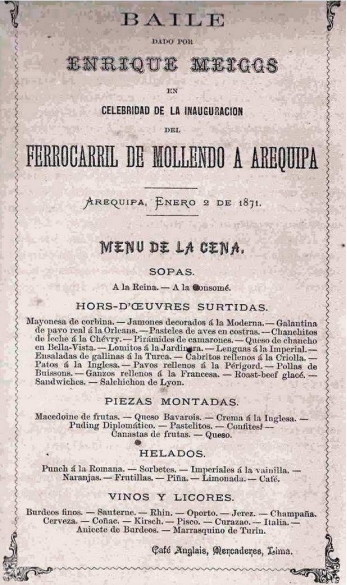 BAILE
DADO POR
ENRIQUE MEIGGS
EN
CELEBRIDAD DE LA INAUGURACION
DEL
FERROCARRIL DE MOLLENDO A AREQUIPA
AREQUIPA, ENERO 2 DE 1871.
MENU DE LA CENA.
SOPAS.
A la Reina. — A la Consomé.
HORS-D'ŒUVRES SURTIDAS.
Mayonesa de corbina. — Jamones decorados á la Moderna. — Galantina
de pavo real á la Orleans. — Pasteles de aves en costras. — Chanchitos
de leche á la Chévry. — Pirámides de camarones. — Queso de chancho
en Bella-Vista. — Lomitos á la Jardinera. — Lenguas á la Imperial. —
Ensaladas de gallinas á la Turca. — Cabritos rellenos á la Criolla. —
Patos á la Inglesa. — Pavos rellenos á la Périgord. — Pollas de
Buissons. — Ganzos rellenos á la Francesa. — Roast-beef glacé. —
Sandwiches. — Salchichon de Lyon.
PIEZAS MONTADAS.
Macedoine de frutas. — Queso Bavarois. — Crema á la Inglesa. —
Puding Diplomático. — Pastelitos. — Confites! —
Canastas de frutas. — Queso.
HELADOS.
Punch á la Romana. — Sorbetes. — Imperiales á la vainilla. —
Naranjas. — Frutillas. — Piña. — Limonada. — Café.
VINOS Y LICORES.
Burdeos finos. — Sauterne. — Rhin. — Oporto. — Jerez. — Champaña.
Cerveza. — Coñac. — Kirsch. — Pisco. — Curazao. — Italia. —
Anicete de Burdeos. — Marrasquino de Turin.
Café Anglais, Mercaderes, Lima.